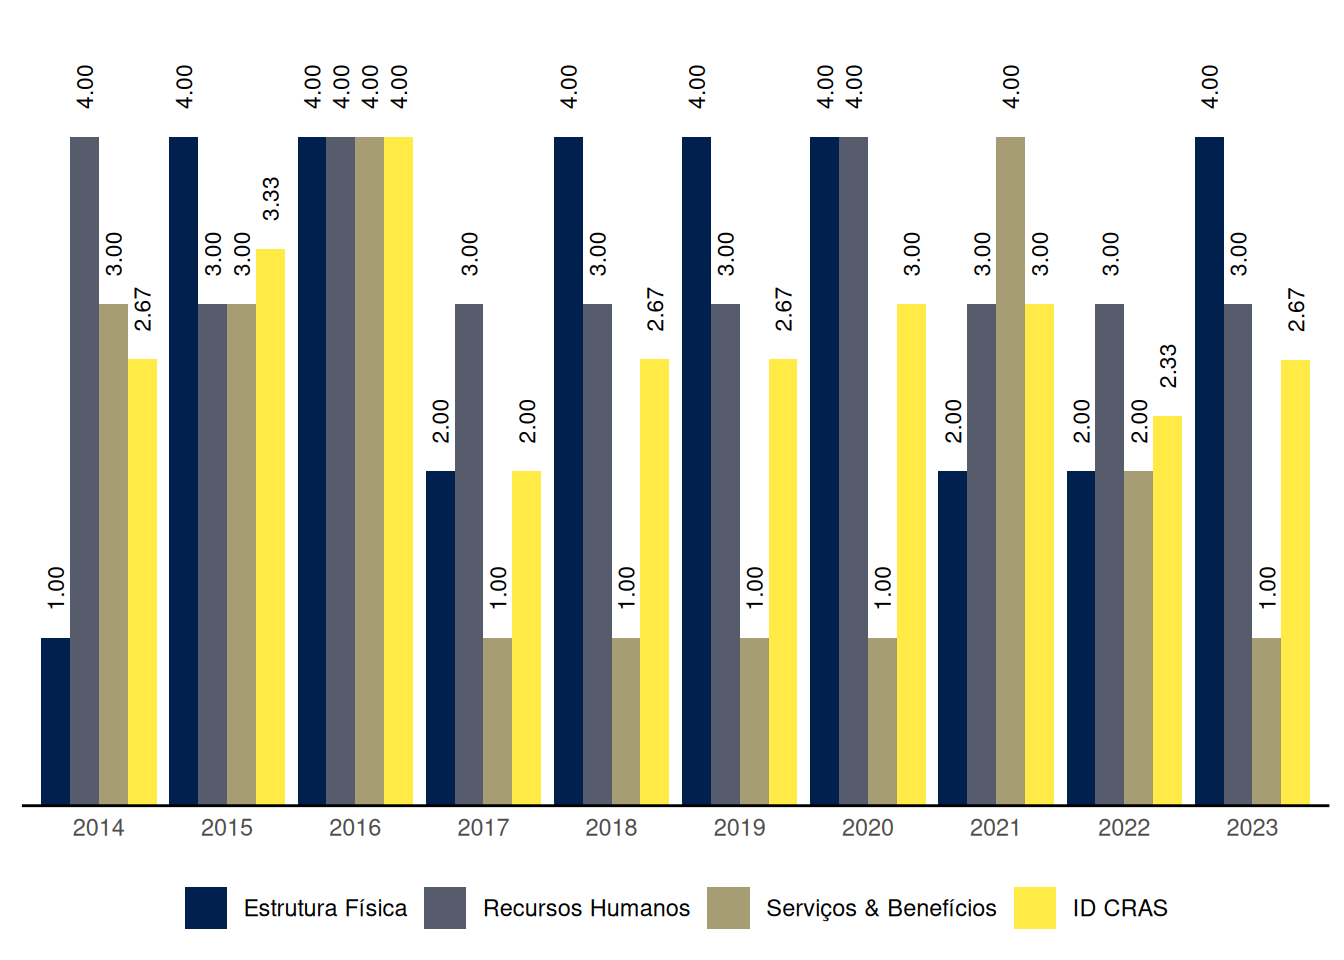 1.00 4.00 3.00 2.67
4.00 3.00 3.00 3.33
4.00 4.00 4.00 4.00
2.00 3.00 1.00 2.00
4.00 3.00 1.00 2.67
4.00 3.00 1.00 2.67
4.00 4.00 1.00 3.00
2.00 3.00 4.00 3.00
2.00 3.00 2.00 2.33
4.00 3.00 1.00 2.67
2014 2015 2016 2017 2018 2019 2020 2021 2022 2023
Estrutura Física Recursos Humanos Serviços & Benefícios ID CRAS